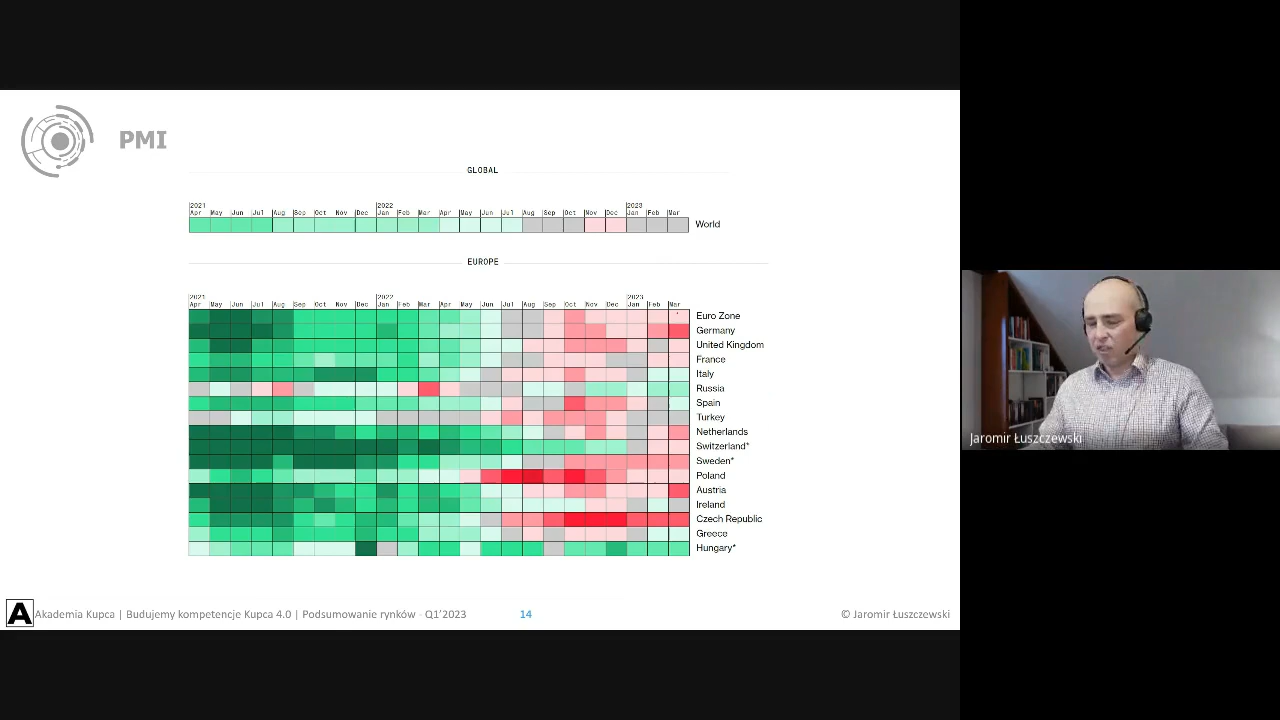 PMI
GLOBAL
2021 2022 2023
Apr May Jun Jul Aug Sep Oct Nov Dec Jan Feb Mar Apr May Jun Jul Aug Sep Oct Nov Dec Jan Feb Mar
World
EUROPE
2021 2022 2023
Apr May Jun Jul Aug Sep Oct Nov Dec Jan Feb Mar Apr May Jun Jul Aug Sep Oct Nov Dec Jan Feb Mar
Euro Zone
Germany
United Kingdom
France
Italy
Russia
Spain
Turkey
Netherlands
Switzerland*
Sweden*
Poland
Austria
Ireland
Czech Republic
Greece
Hungary*
Jaromir Łuszczewski
A Akademia Kupca | Budujemy kompetencje Kupca 4.0 | Podsumowanie rynków - Q1'2023 14 © Jaromir Łuszczewski